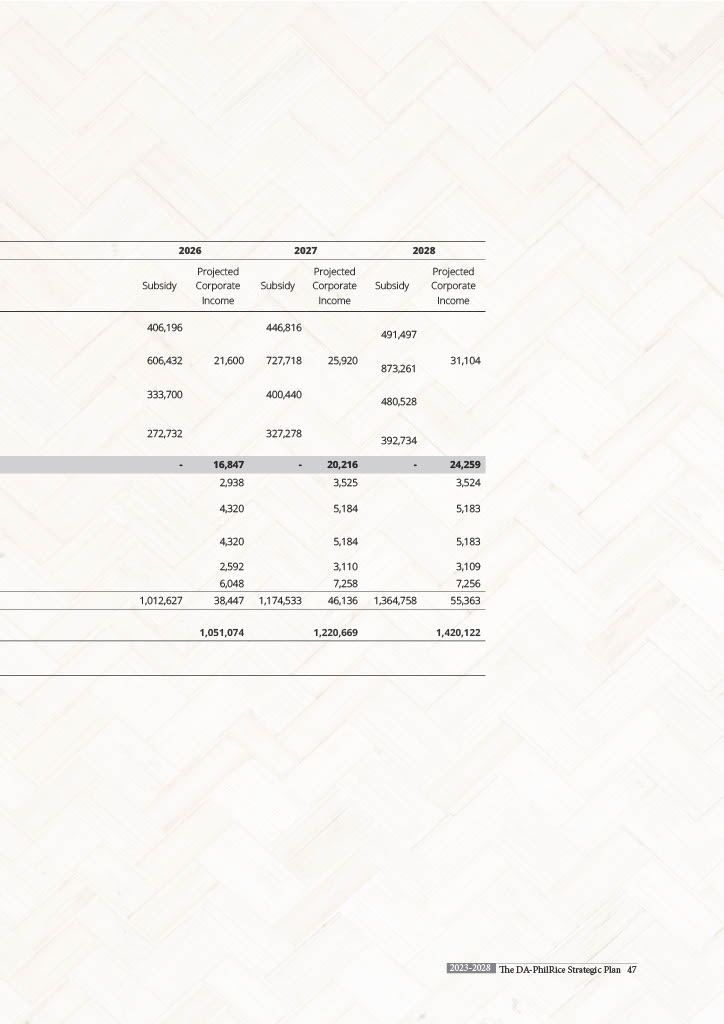 2026 2027 2028
Subsidy Projected Corporate Income Subsidy Projected Corporate Income Subsidy Projected Corporate Income
406,196 446,816 491,497
606,432 21,600 727,718 25,920 873,261 31,104
333,700 400,440 480,528
272,732 327,278 392,734
- 16,847 - 20,216 - 24,259
2,938 3,525 3,524
4,320 5,184 5,183
4,320 5,184 5,183
2,592 3,110 3,109
6,048 7,258 7,256
1,012,627 38,447 1,174,533 46,136 1,364,758 55,363
1,051,074 1,220,669 1,420,122
2023-2028 The DA-PhilRice Strategic Plan 47